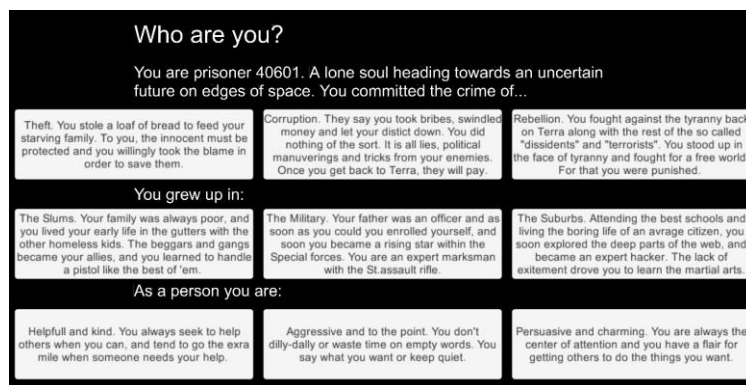 Who are you?
You are prisoner 40601. A lone soul heading towards an uncertain
future on edges of space. You committed the crime of...
Theft. You stole a loaf of bread to feed your
starving family. To you, the innocent must be
protected and you willingly took the blame in
order to save them.
Corruption. They say you took bribes, swindled
money and let your distict down. You did
nothing of the sort. It is all lies, political
manuverings and tricks from your enemies.
Once you get back to Terra, they will pay.
Rebellion. You fought against the tyranny back
on Terra along with the rest of the so called
"dissidents" and "terrorists". You stood up in
the face of tyranny and fought for a free world.
For that you were punished.
You grew up in:
The Slums. Your family was always poor, and
you lived your early life in the gutters with the
other homeless kids. The beggars and gangs
became your allies, and you learned to handle
a pistol like the best of 'em.
The Military. Your father was an officer and as
soon as you could you enrolled yourself, and
soon you became a rising star within the
Special forces. You are an expert marksman
with the St.assault rifle.
The Suburbs. Attending the best schools and
living the boring life of an avrage citizen, you
soon explored the deep parts of the web, and
became an expert hacker. The lack of
exitement drove you to learn the martial arts.
As a person you are:
Helpfull and kind. You always seek to help
others when you can, and tend to go the exra
mile when someone needs your help.
Aggressive and to the point. You don't
dilly-dally or waste time on empty words. You
say what you want or keep quiet.
Persuasive and charming. You are always the
center of attention and you have a flair for
getting others to do the things you want.